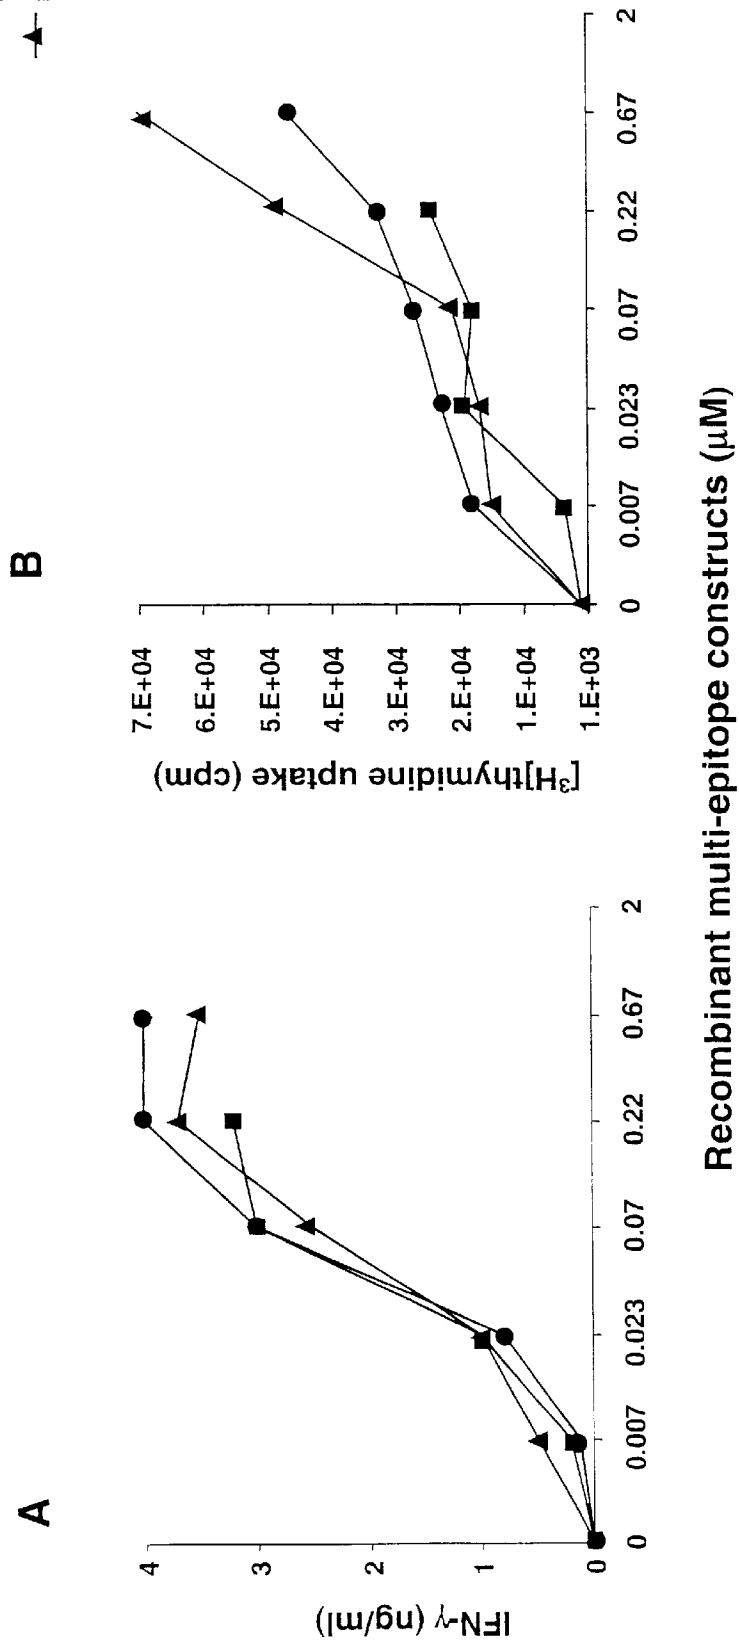 A
IFN-γ (ng/ml)
4
3
2
1
0
0
0.007
0.023
0.07
0.22
0.67
2
B
[³H]thymidine uptake (cpm)
7.E+04
6.E+04
5.E+04
4.E+04
3.E+04
2.E+04
1.E+04
1.E+03
0
0.007
0.023
0.07
0.22
0.67
2
Recombinant multi-epitope constructs (µM)